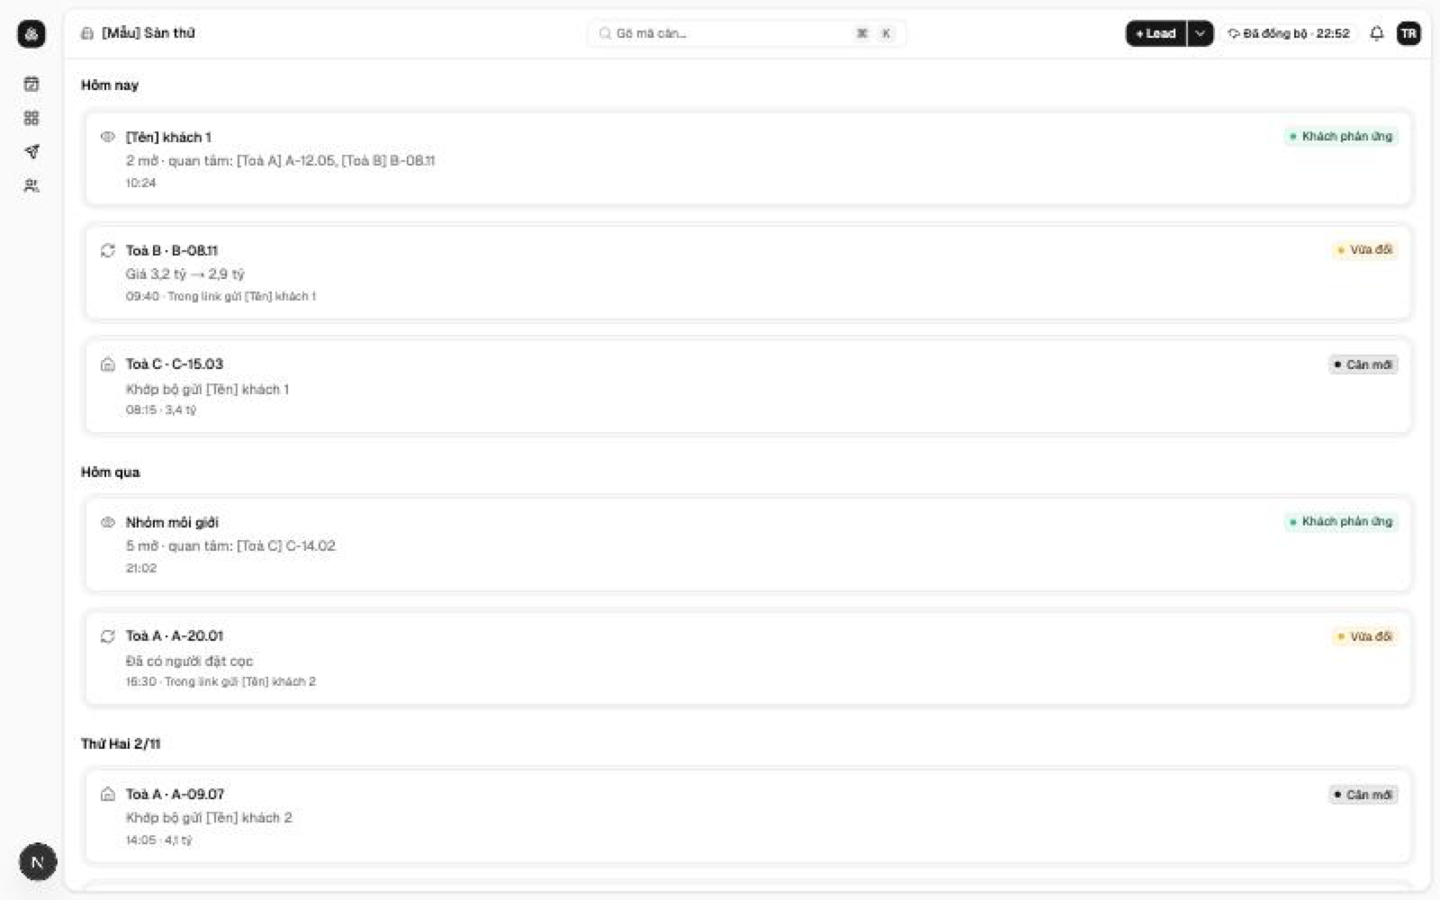 [Mẫu] Sàn thử
Gõ mã căn...
⌘ K
+ Lead
Đã đồng bộ · 22:52
TR
Hôm nay
[Tên] khách 1
Khách phản ứng
2 mở · quan tâm: [Toà A] A-12.05, [Toà B] B-08.11
10:24
Toà B · B-08.11
Vừa đổi
Giá 3,2 tỷ → 2,9 tỷ
09:40 · Trong link gửi [Tên] khách 1
Toà C · C-15.03
Căn mới
Khớp bộ gửi [Tên] khách 1
08:15 · 3,4 tỷ
Hôm qua
Nhóm môi giới
Khách phản ứng
5 mở · quan tâm: [Toà C] C-14.02
21:02
Toà A · A-20.01
Vừa đổi
Đã có người đặt cọc
16:30 · Trong link gửi [Tên] khách 2
Thứ Hai 2/11
Toà A · A-09.07
Căn mới
Khớp bộ gửi [Tên] khách 2
14:05 · 4,1 tỷ
N